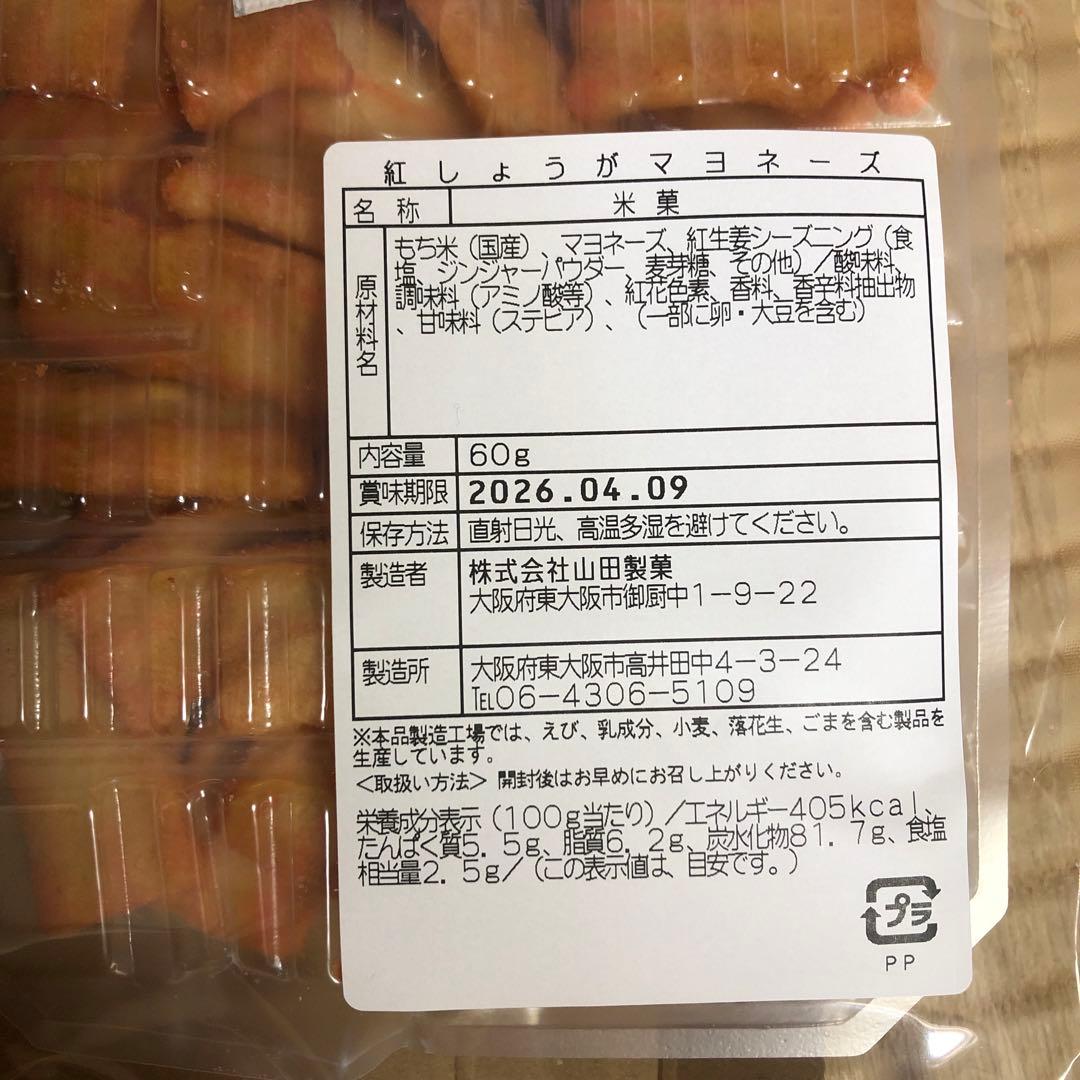 紅しょうがマヨネーズ
名称 米菓
原材料名
もち米（国産）、マヨネーズ、紅生姜シーズニング（食
塩、ジンジャーパウダー、麦芽糖、その他）／酸味料、
調味料（アミノ酸等）、紅花色素、香料、香辛料抽出物
、甘味料（ステビア）、（一部に卵・大豆を含む）
内容量 60g
賞味期限 2026.04.09
保存方法 直射日光、高温多湿を避けてください。
製造者 株式会社山田製菓
大阪府東大阪市御厨中1－9－22
製造所 大阪府東大阪市高井田中4－3－24
℡06－4306－5109
※本品製造工場では、えび、乳成分、小麦、落花生、ごまを含む製品を
生産しています。
＜取扱い方法＞ 開封後はお早めにお召し上がりください。
栄養成分表示（100g当たり）／エネルギー405kcal、
たんぱく質5．5g、脂質6．2g、炭水化物81．7g、食塩
相当量2．5g／（この表示値は、目安です。）
プラ
PP